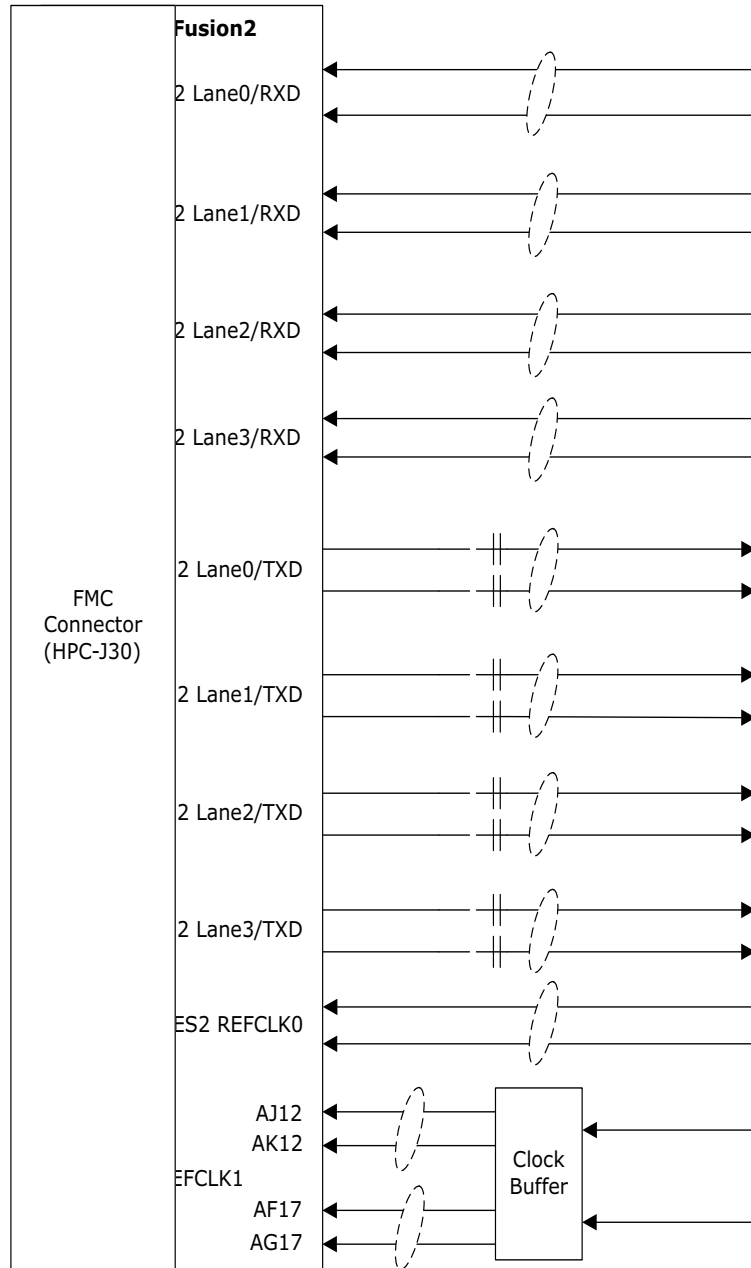 Fusion2
2 Lane0/RXD
2 Lane1/RXD
2 Lane2/RXD
2 Lane3/RXD
2 Lane0/TXD
FMC
Connector
(HPC-J30)
2 Lane1/TXD
2 Lane2/TXD
2 Lane3/TXD
ES2 REFCLK0
AJ12
AK12
Clock
Buffer
EFCLK1
AF17
AG17